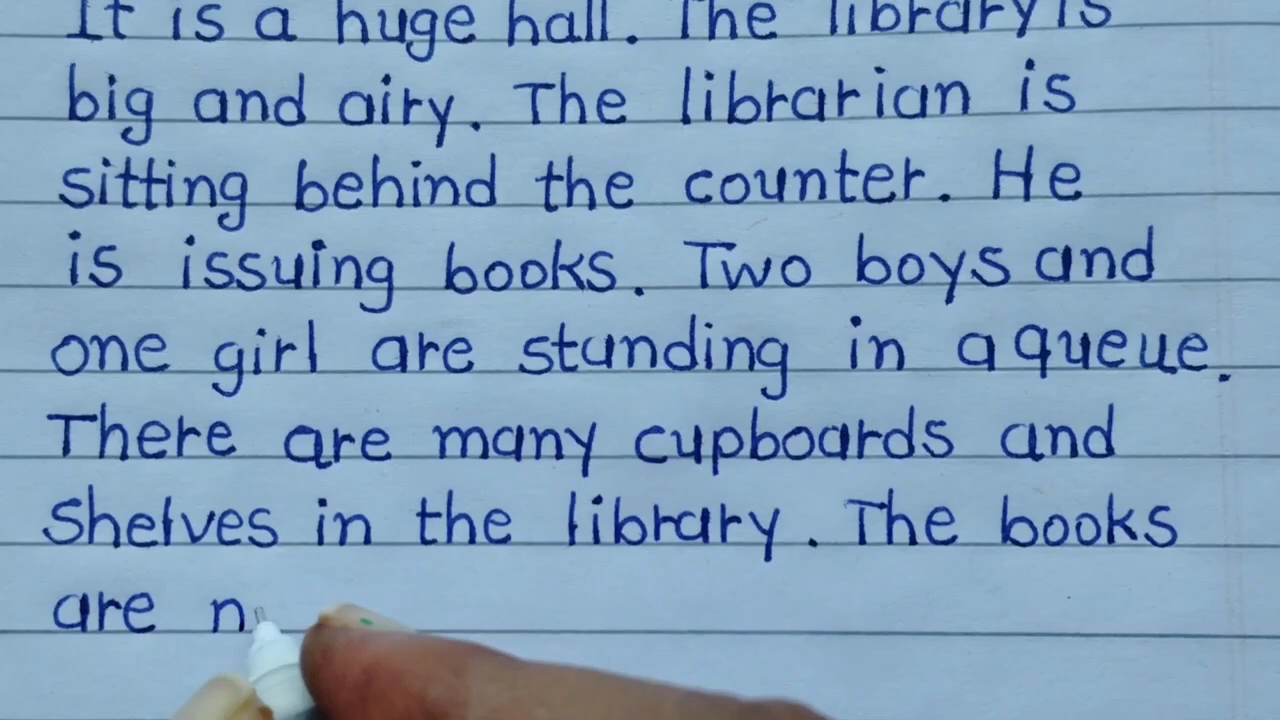 It is a huge hall. The library is
big and airy. The librarian is
sitting behind the counter. He
is issuing books. Two boys and
one girl are standing in a queue.
There are many cupboards and
Shelves in the library. The books
are n